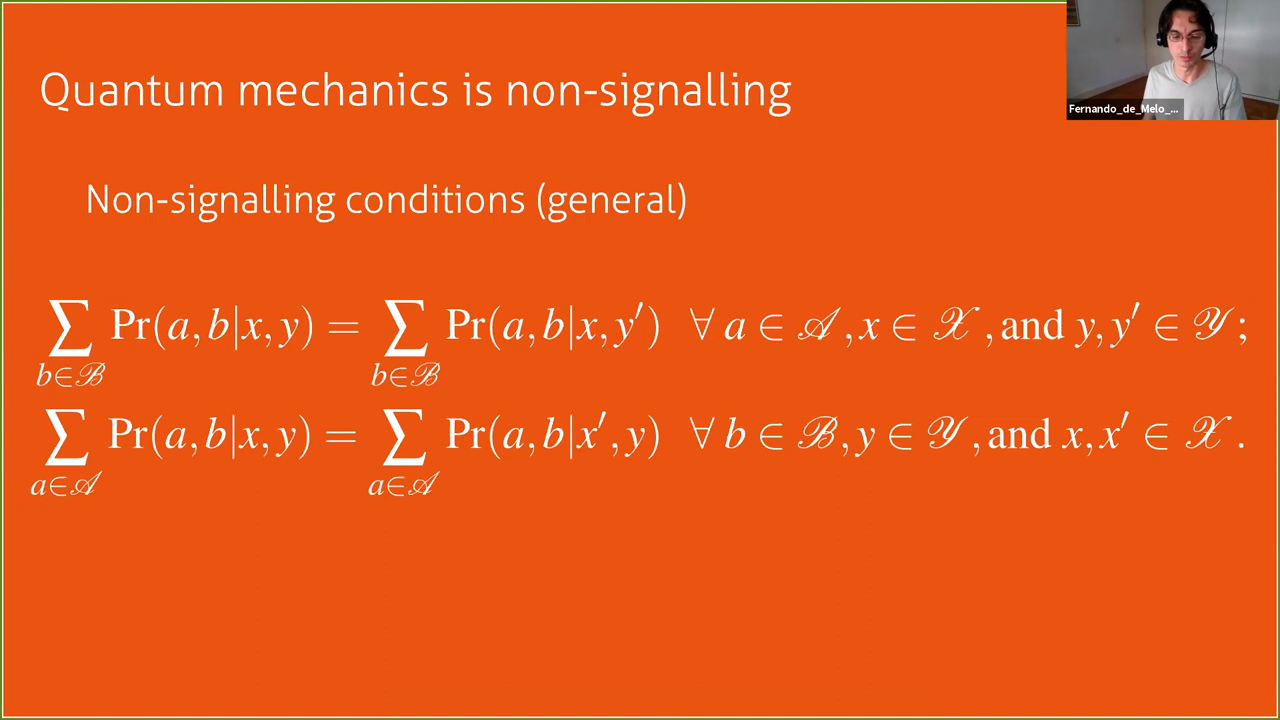 Quantum mechanics is non-signalling
Fernando_de_Melo_...
Non-signalling conditions (general)
∑_{b∈ℬ} Pr(a,b|x,y) = ∑_{b∈ℬ} Pr(a,b|x,y′) ∀ a ∈ 𝒜, x ∈ 𝒳, and y,y′ ∈ 𝒴;
∑_{a∈𝒜} Pr(a,b|x,y) = ∑_{a∈𝒜} Pr(a,b|x′,y) ∀ b ∈ ℬ, y ∈ 𝒴, and x,x′ ∈ 𝒳.